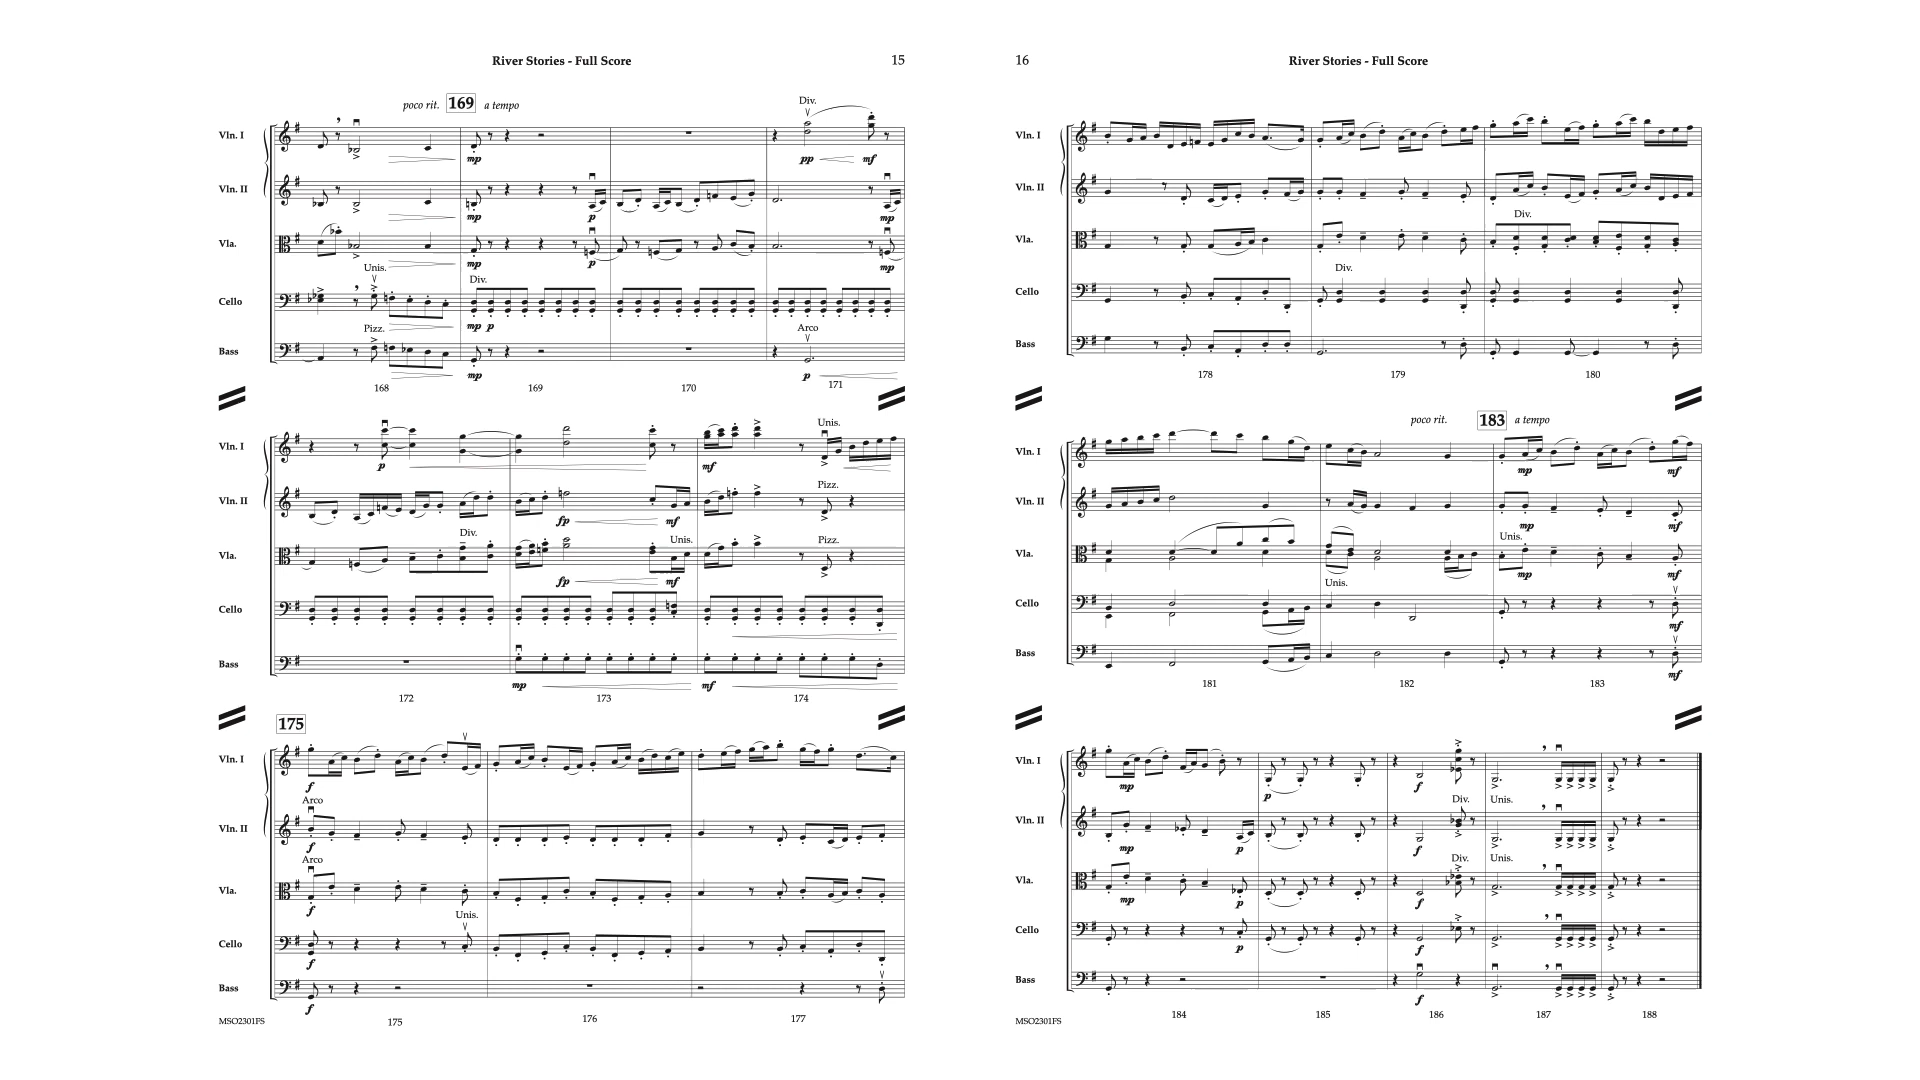 River Stories - Full Score 15
poco rit. 169 a tempo
Div.
Vln. I
mp pp mf
Vln. II
mp p mp
Vla.
mp p mp
Unis. Div.
Cello
mp p
Pizz. Arco
Bass
mp p
168 169 170 171
Unis.
Vln. I
p mf
Pizz.
Vln. II
fp mf
Div. Unis. Pizz.
Vla.
fp mf
Cello
Bass
mp mf
172 173 174
175
Vln. I
f
Arco
Vln. II
f
Arco
Vla.
f
Unis.
Cello
f
Bass
f
MSO2301FS 175 176 177
16 River Stories - Full Score
Vln. I
Vln. II
Div.
Vla.
Div.
Cello
Bass
178 179 180
poco rit. 183 a tempo
Vln. I
mp mf
Vln. II
mp mf
Unis.
Vla.
mp mf
Unis.
Cello
mf
Bass
mf
181 182 183
Vln. I
mp p f
Div. Unis.
Vln. II
mp p f
Div. Unis.
Vla.
mp p f
Cello
p f
Bass
f
MSO2301FS 184 185 186 187 188